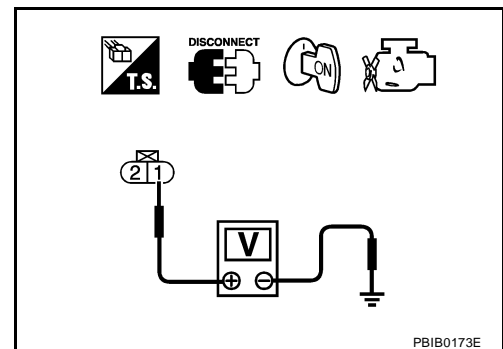 DISCONNECT
T.S.
ON
2 1
V
+ −
PBIB0173E